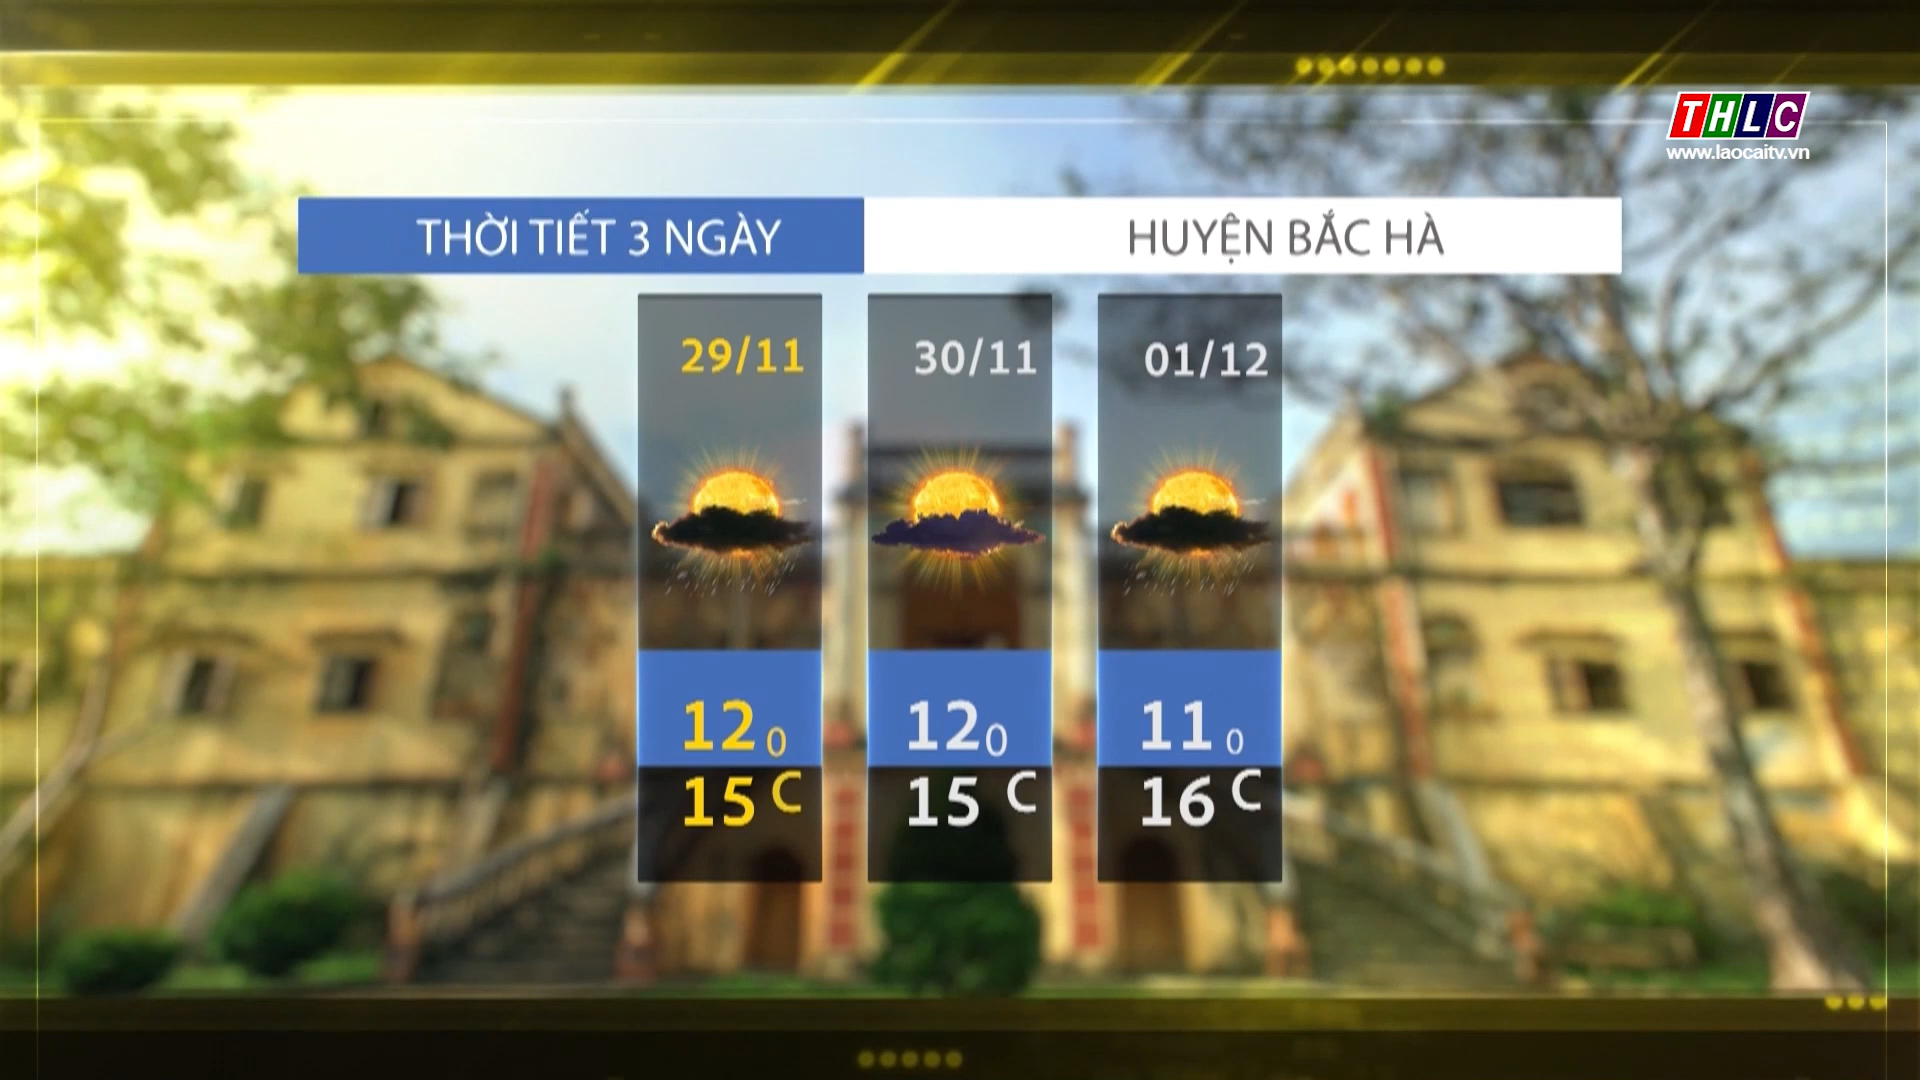 THLC
www.laocaitv.vn
THỜI TIẾT 3 NGÀY
HUYỆN BẮC HÀ
29/11
30/11
01/12
12 0
15 C
12 0
15 C
11 0
16 C